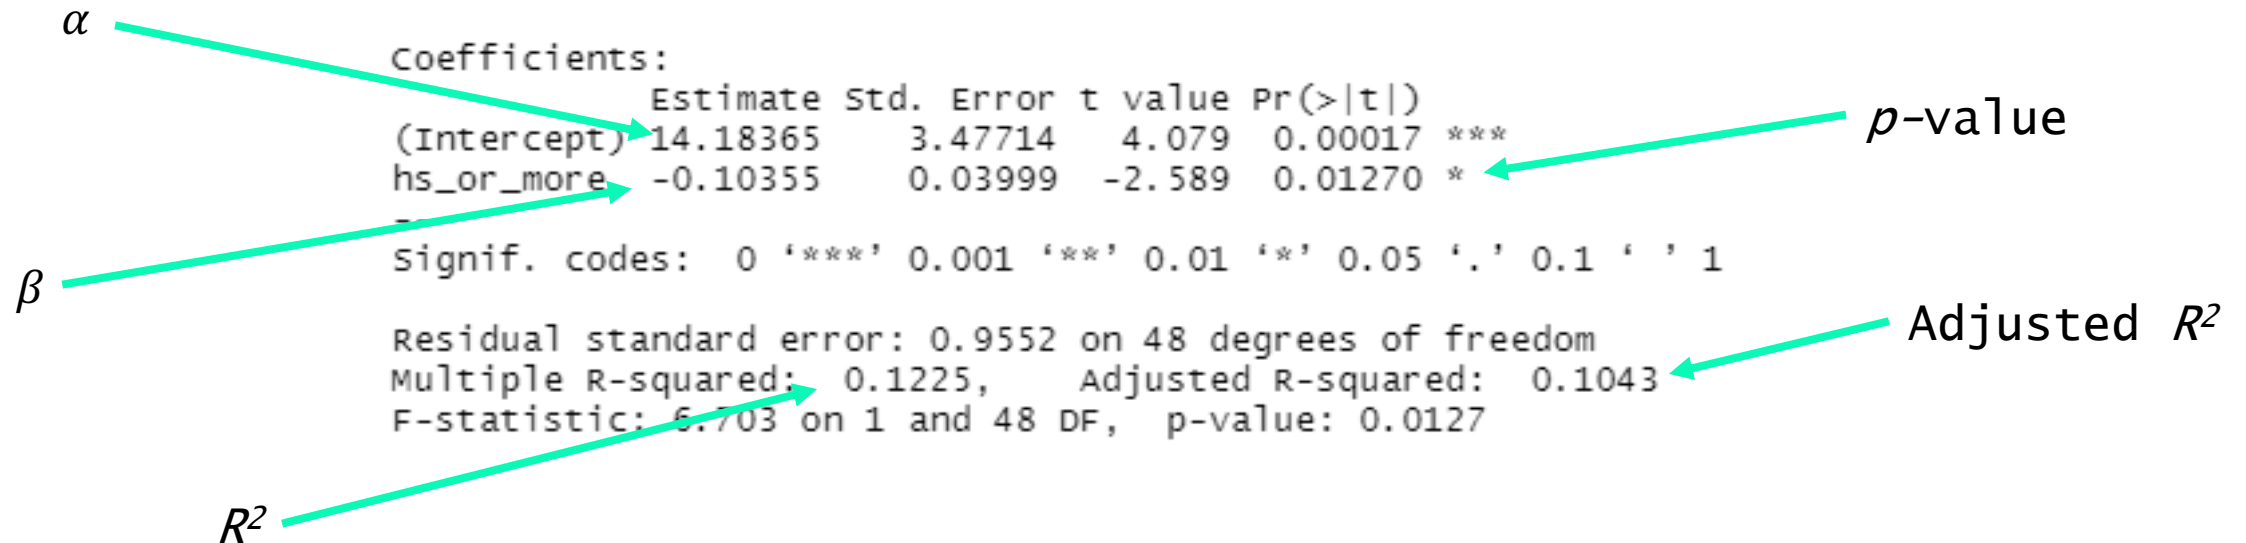 α
Coefficients:
Estimate Std. Error t value Pr(>|t|)
(Intercept) 14.18365 3.47714 4.079 0.00017 ***
p-value
hs_or_more -0.10355 0.03999 -2.589 0.01270 *
---
Signif. codes: 0 ‘***’ 0.001 ‘**’ 0.01 ‘*’ 0.05 ‘.’ 0.1 ‘ ’ 1
β
Adjusted R²
Residual standard error: 0.9552 on 48 degrees of freedom
Multiple R-squared: 0.1225, Adjusted R-squared: 0.1043
F-statistic: 6.703 on 1 and 48 DF, p-value: 0.0127
R²